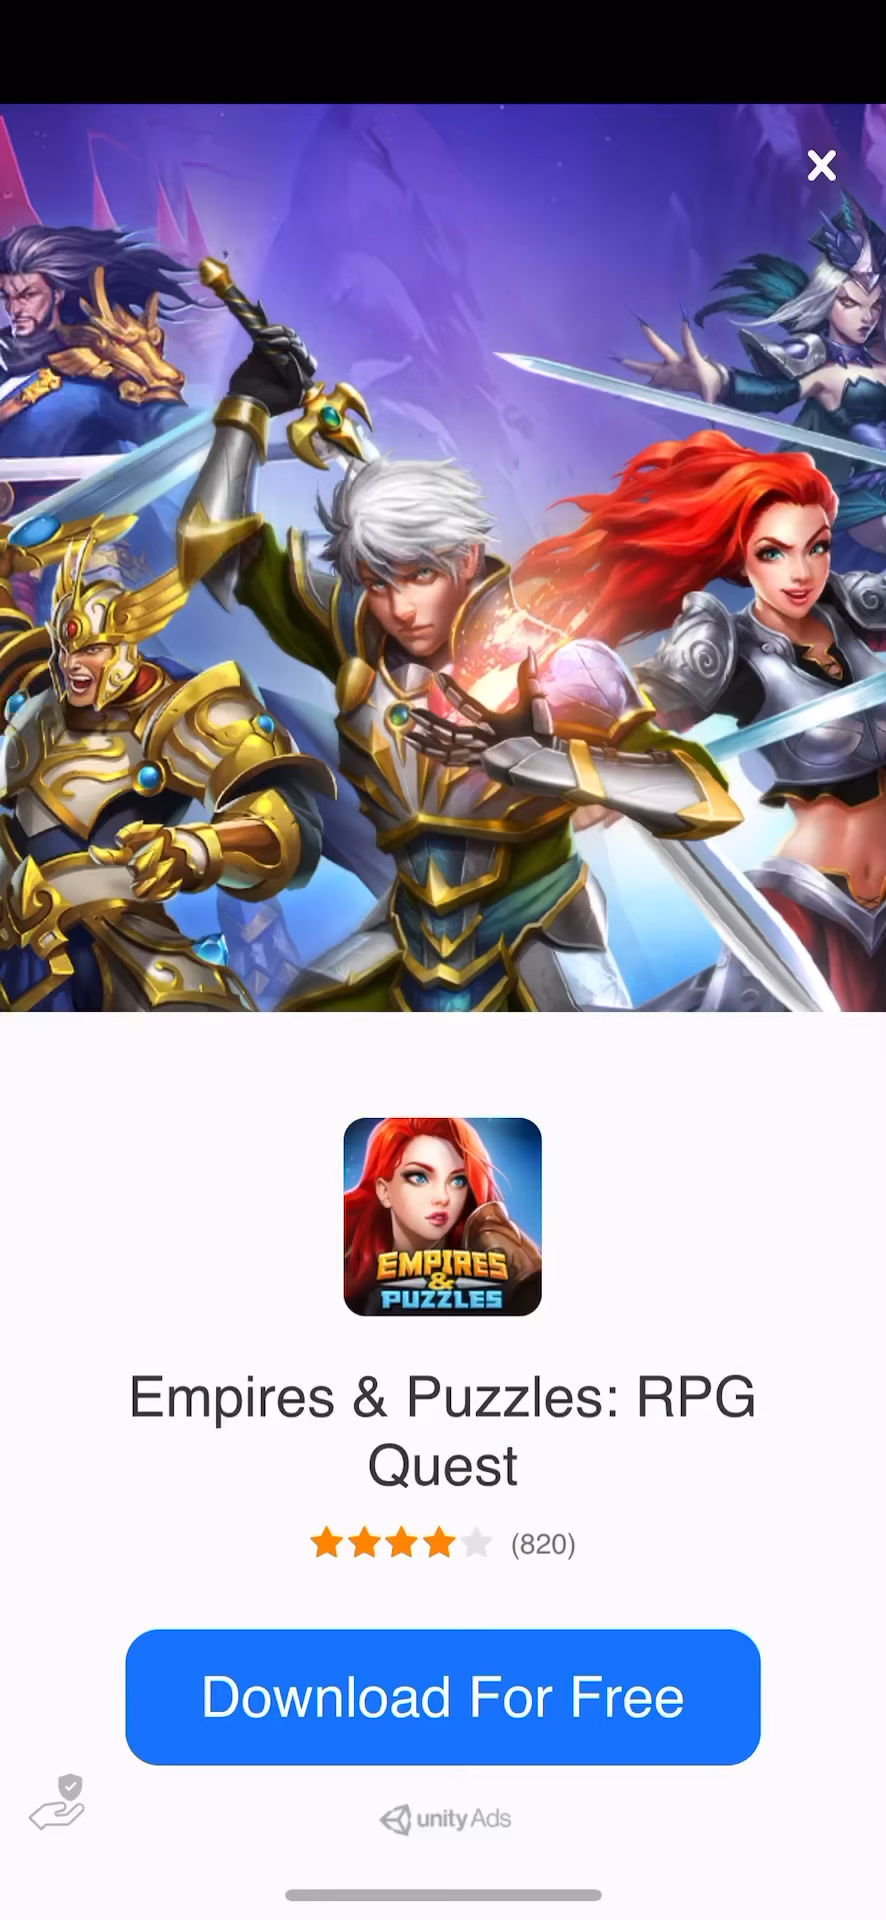 EMPIRES
&
PUZZLES
Empires & Puzzles: RPG
Quest
(820)
Download For Free
unity Ads